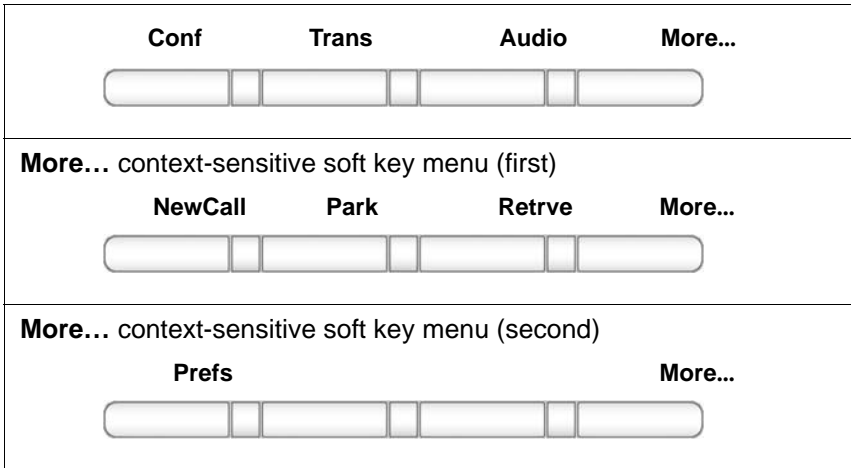 Conf Trans Audio More...
More… context-sensitive soft key menu (first)
NewCall Park Retrve More...
More… context-sensitive soft key menu (second)
Prefs More...